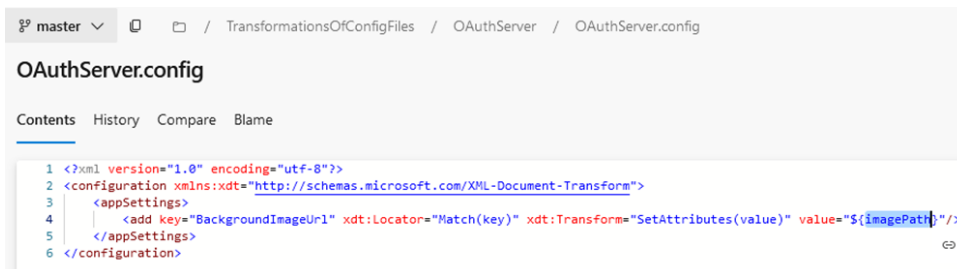 master / TransformationsOfConfigFiles / OAuthServer / OAuthServer.config
OAuthServer.config
Contents History Compare Blame
1 <?xml version="1.0" encoding="utf-8"?>
2 <configuration xmlns:xdt="http://schemas.microsoft.com/XML-Document-Transform">
3 <appSettings>
4 <add key="BackgroundImageUrl" xdt:Locator="Match(key)" xdt:Transform="SetAttributes(value)" value="${imagePath}"/>
5 </appSettings>
6 </configuration>